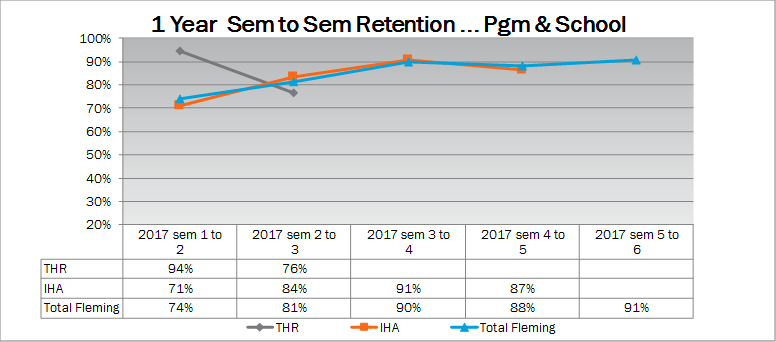 1 Year  Sem to Sem Retention ... Pgm & School
100%
90%
80%
70%
60%
50%
40%
30%
20%
2017 sem 1 to 2
2017 sem 2 to 3
2017 sem 3 to 4
2017 sem 4 to 5
2017 sem 5 to 6
THR 94% 76%
IHA 71% 84% 91% 87%
Total Fleming 74% 81% 90% 88% 91%
THR IHA Total Fleming